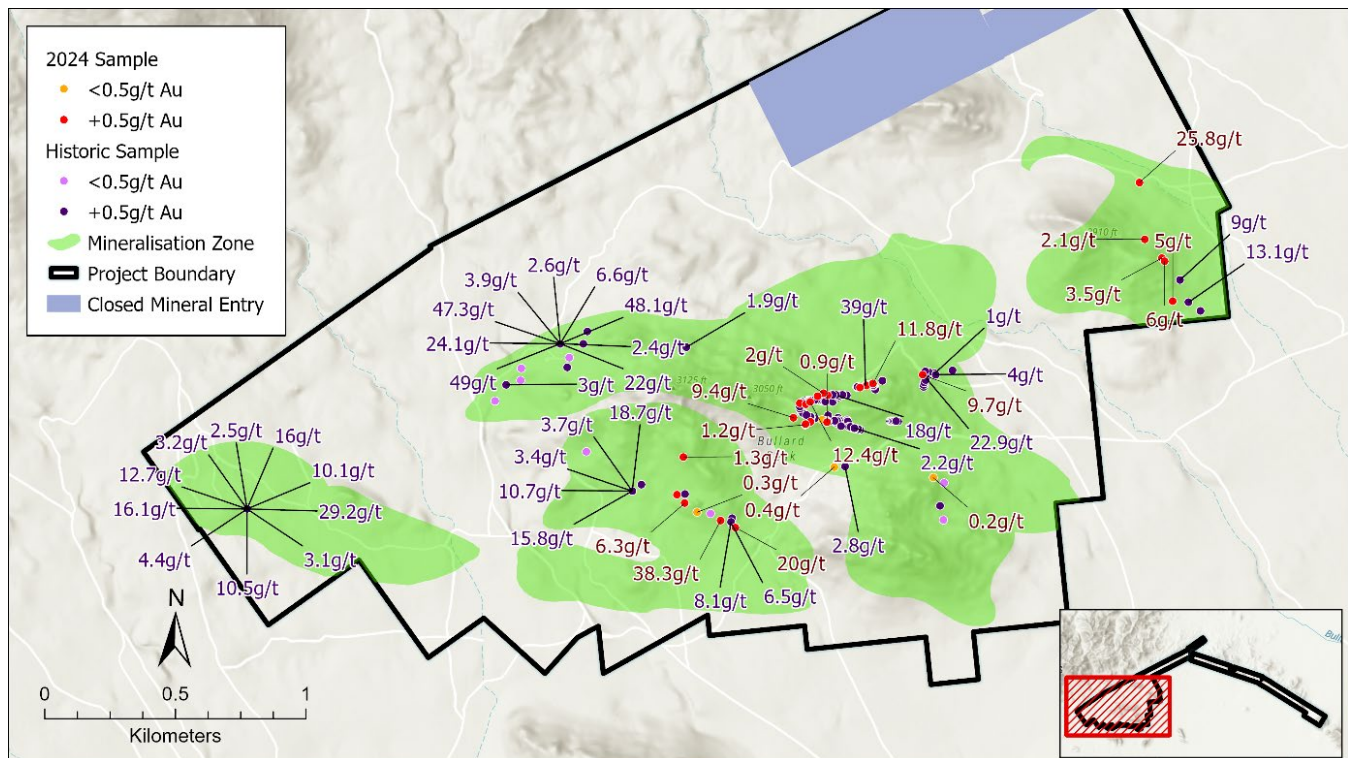 2024 Sample
<0.5g/t Au
+0.5g/t Au
Historic Sample
<0.5g/t Au
+0.5g/t Au
Mineralisation Zone
Project Boundary
Closed Mineral Entry
25.8g/t
2.1g/t
5g/t
9g/t
13.1g/t
3.5g/t
6g/t
2.6g/t
3.9g/t
6.6g/t
47.3g/t
48.1g/t
24.1g/t
2.4g/t
49g/t
3g/t
22g/t
1.9g/t
39g/t
11.8g/t
1g/t
2g/t
0.9g/t
4g/t
9.4g/t
9.7g/t
3125 ft
3050 ft
1.2g/t
18g/t
22.9g/t
Bullard
12.4g/t
2.2g/t
18.7g/t
3.7g/t
3.4g/t
10.7g/t
15.8g/t
1.3g/t
0.3g/t
0.4g/t
0.2g/t
2.8g/t
6.3g/t
38.3g/t
20g/t
8.1g/t
6.5g/t
2.5g/t
3.2g/t
16g/t
12.7g/t
10.1g/t
16.1g/t
29.2g/t
4.4g/t
3.1g/t
10.5g/t
N
0
0.5
1
Kilometers